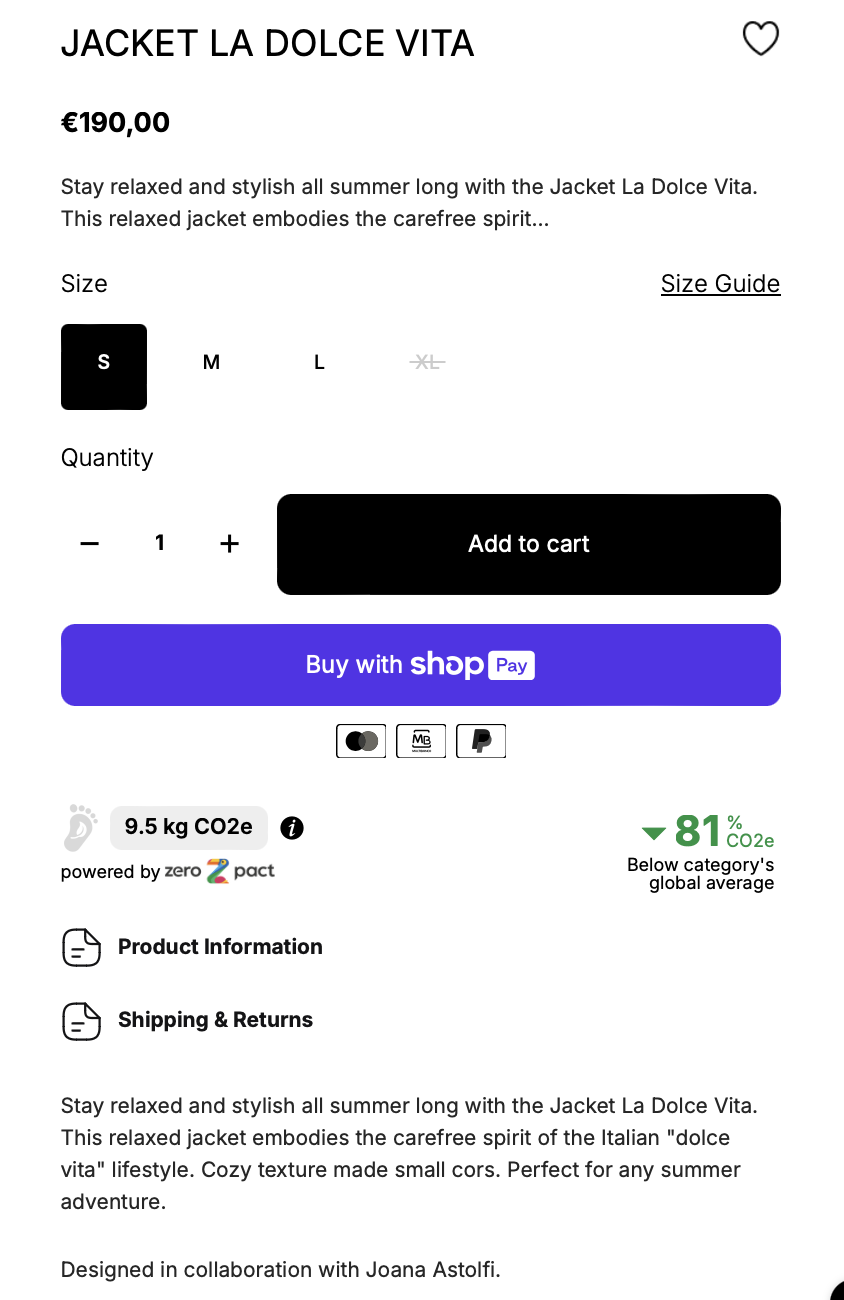 JACKET LA DOLCE VITA
€190,00
Stay relaxed and stylish all summer long with the Jacket La Dolce Vita.
This relaxed jacket embodies the carefree spirit...
Size
Size Guide
S M L XL
Quantity
− 1 +
Add to cart
Buy with shop Pay
MB
9.5 kg CO2e
i
powered by zero Z pact
81 % CO2e
Below category's
global average
Product Information
Shipping & Returns
Stay relaxed and stylish all summer long with the Jacket La Dolce Vita.
This relaxed jacket embodies the carefree spirit of the Italian "dolce
vita" lifestyle. Cozy texture made small cors. Perfect for any summer
adventure.
Designed in collaboration with Joana Astolfi.